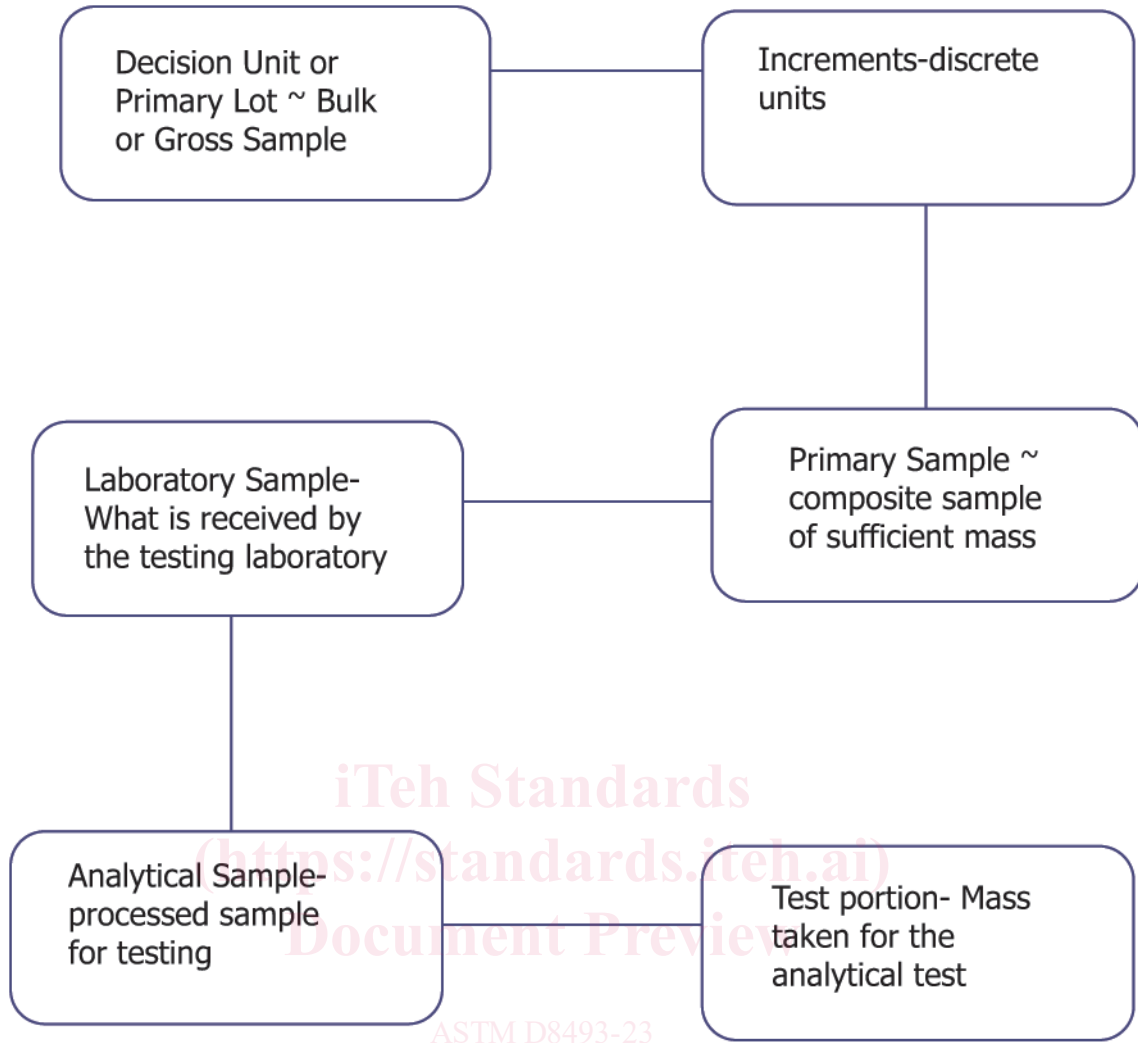 Decision Unit or
Primary Lot ~ Bulk
or Gross Sample
Increments-discrete
units
Primary Sample ~
composite sample
of sufficient mass
Laboratory Sample-
What is received by
the testing laboratory
iTeh Standards
(https://standards.iteh.ai)
Document Preview
Analytical Sample-
processed sample
for testing
Test portion- Mass
taken for the
analytical test
ASTM D8493-23